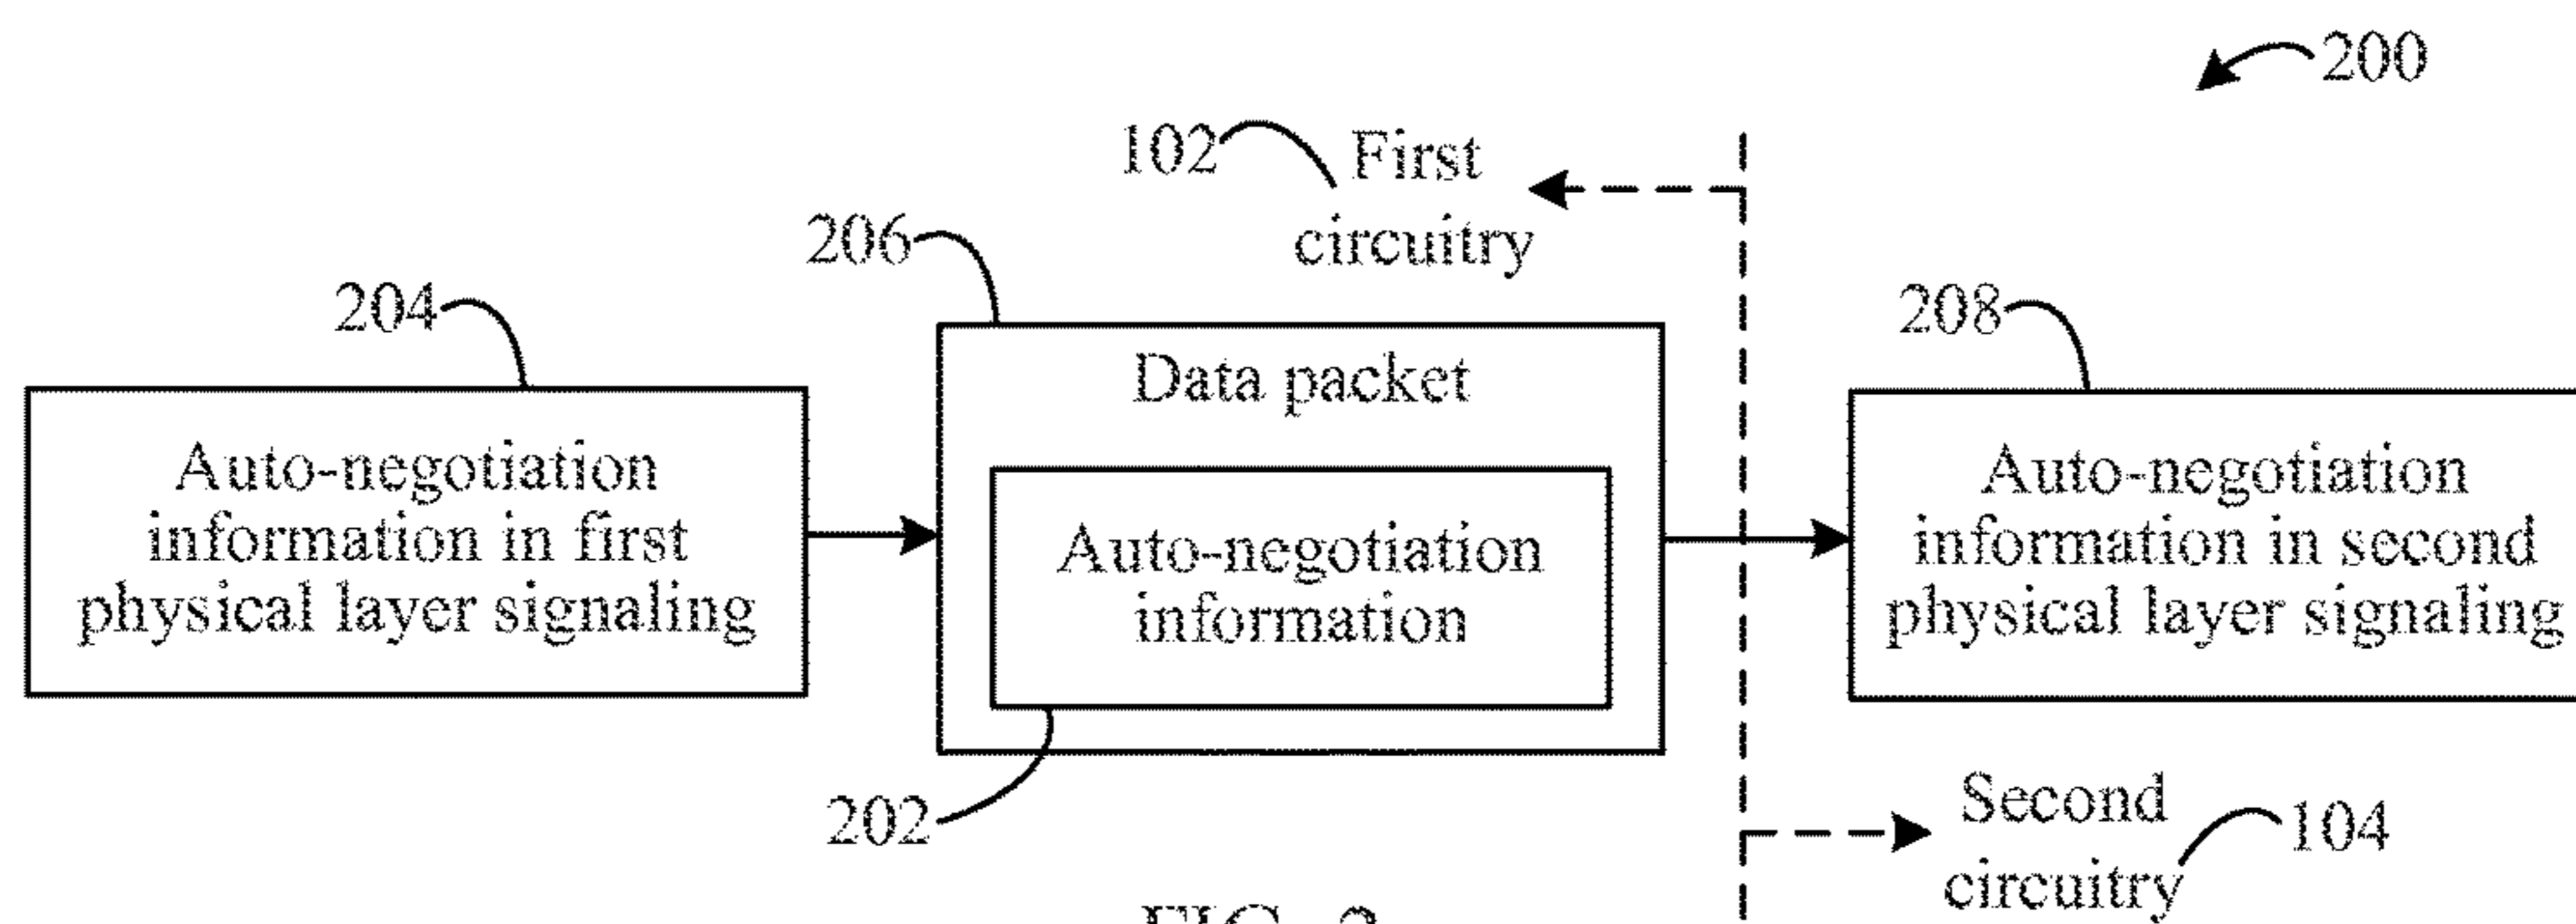 200
102 First
circuitry
206
204
208
Data packet
Auto-negotiation
information in first
physical layer signaling
Auto-negotiation
information
Auto-negotiation
information in second
physical layer signaling
202
Second
circuitry 104